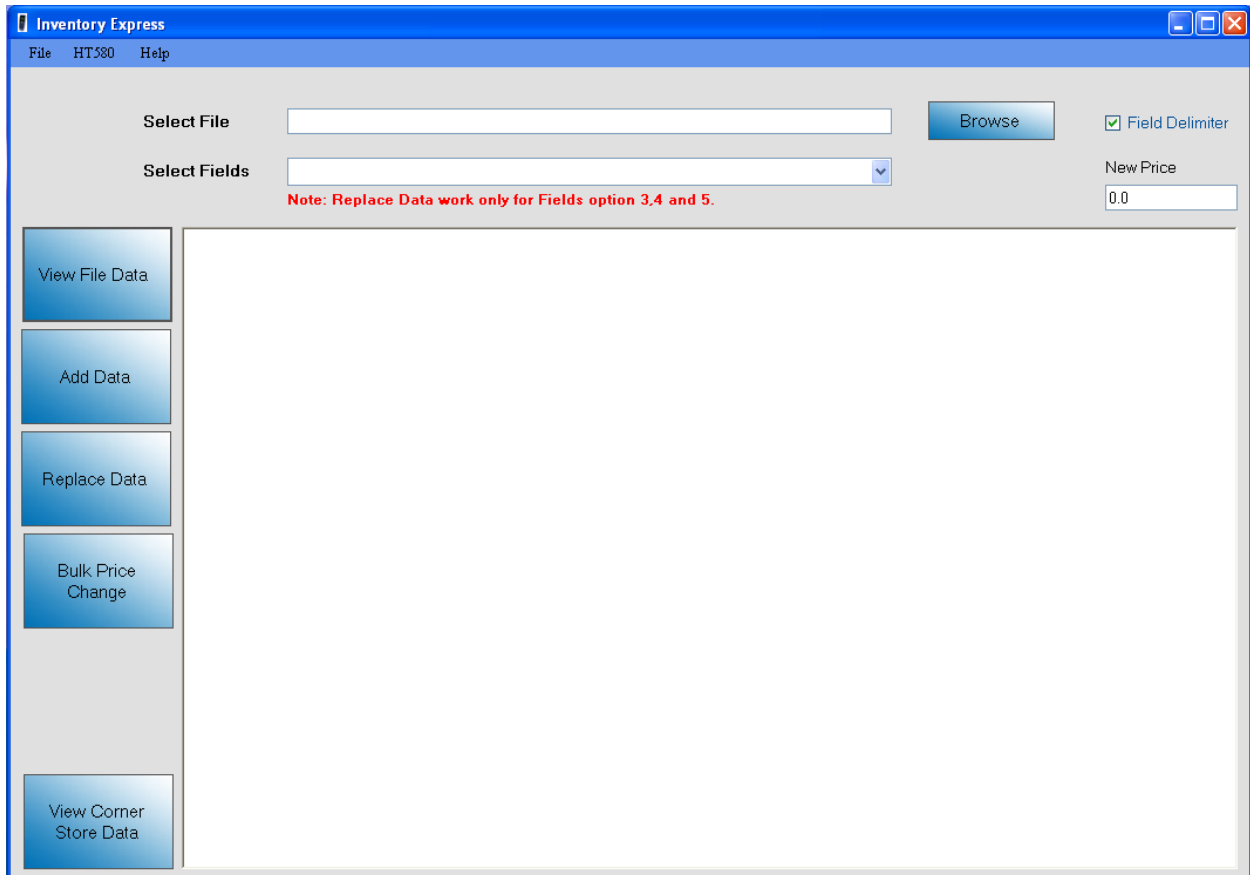 Inventory Express
File HT580 Help
Select File
Browse
Field Delimiter
Select Fields
New Price
Note: Replace Data work only for Fields option 3,4 and 5.
0.0
View File Data
Add Data
Replace Data
Bulk Price
Change
View Corner
Store Data